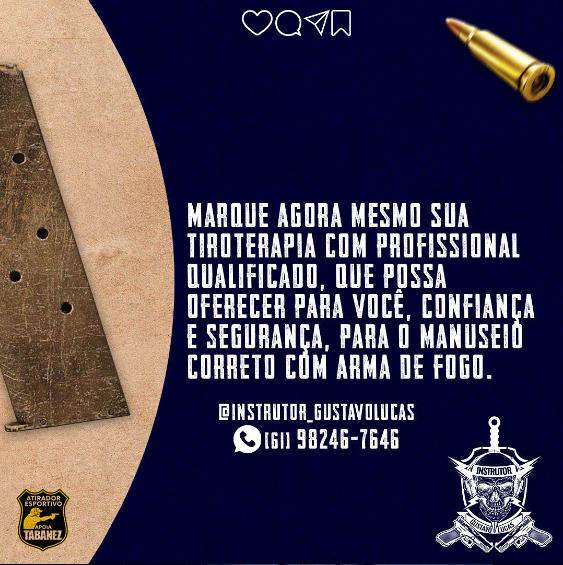 MARQUE AGORA MESMO SUA
TIROTERAPIA COM PROFISSIONAL
QUALIFICADO, QUE POSSA
OFERECER PARA VOCÊ, CONFIANÇA
E SEGURANÇA, PARA O MANUSEIO
CORRETO COM ARMA DE FOGO.
@INSTRUTOR_GUSTAVOLUCAS
(61) 98246-7646
INSTRUTOR
GUSTAVO LUCAS
ATIRADOR
ESPORTIVO
APOIA
TABANEZ